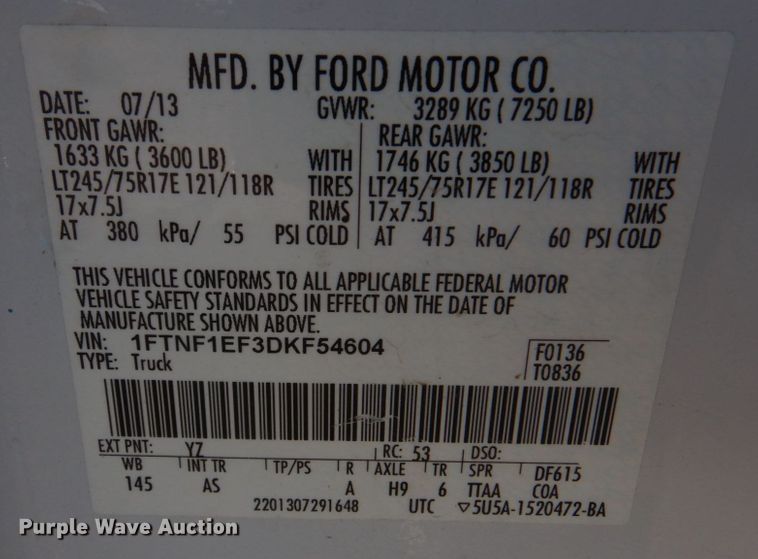 MFD. BY FORD MOTOR CO.
DATE: 07/13 GVWR: 3289 KG ( 7250 LB)
FRONT GAWR: REAR GAWR:
1633 KG ( 3600 LB) WITH 1746 KG ( 3850 LB) WITH
LT245/75R17E 121/118R TIRES LT245/75R17E 121/118R TIRES
17x7.5J RIMS 17x7.5J RIMS
AT 380 kPa/ 55 PSI COLD AT 415 kPa/ 60 PSI COLD
THIS VEHICLE CONFORMS TO ALL APPLICABLE FEDERAL MOTOR
VEHICLE SAFETY STANDARDS IN EFFECT ON THE DATE OF
MANUFACTURE SHOWN ABOVE.
VIN: 1FTNF1EF3DKF54604 F0136
TYPE: Truck T0836
EXT PNT: YZ RC: 53 DSO:
WB INT TR TP/PS R AXLE TR SPR DF615
145 AS A H9 6 TTAA COA
2201307291648 UTC ▽5U5A-1520472-BA
Purple Wave Auction